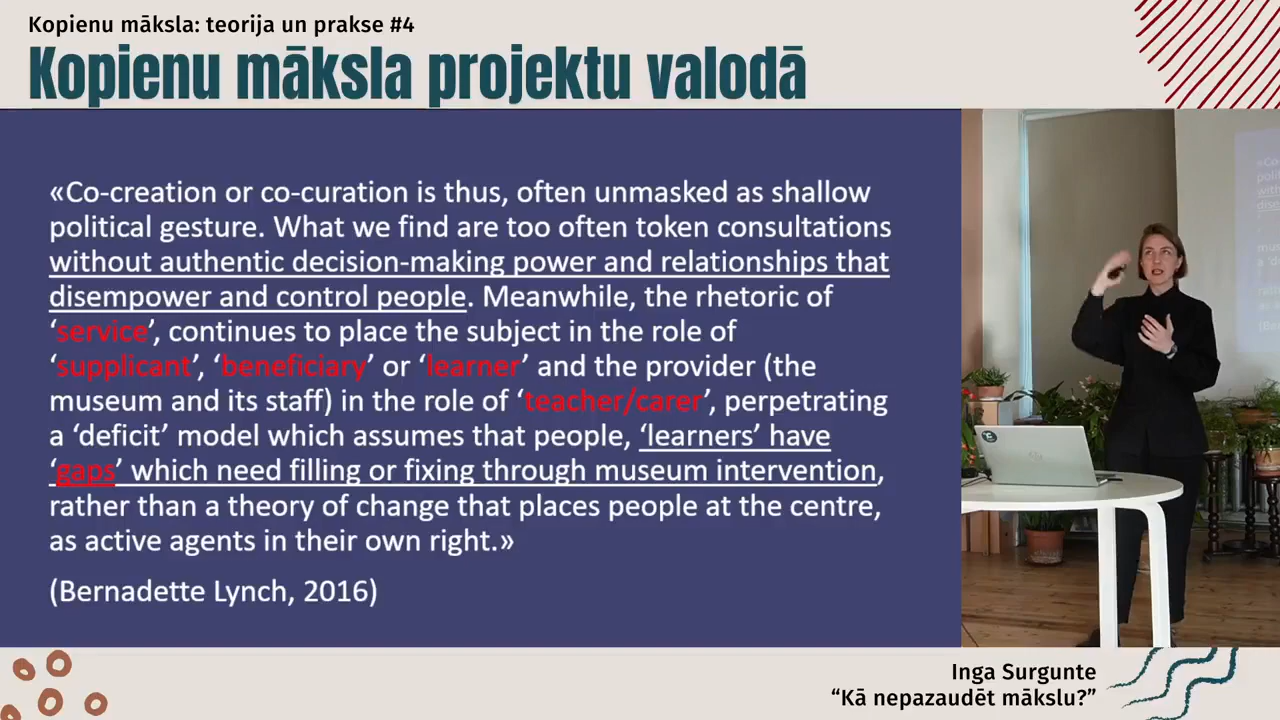 Kopienu māksla: teorija un prakse #4
Kopienu māksla projektu valodā
«Co-creation or co-curation is thus, often unmasked as shallow
political gesture. What we find are too often token consultations
without authentic decision-making power and relationships that
disempower and control people. Meanwhile, the rhetoric of
‘service’, continues to place the subject in the role of
‘supplicant’, ‘beneficiary’ or ‘learner’ and the provider (the
museum and its staff) in the role of ‘teacher/carer’, perpetrating
a ‘deficit’ model which assumes that people, ‘learners’ have
‘gaps’ which need filling or fixing through museum intervention,
rather than a theory of change that places people at the centre,
as active agents in their own right.»
(Bernadette Lynch, 2016)
Inga Surgunte
“Kā nepazaudēt mākslu?”